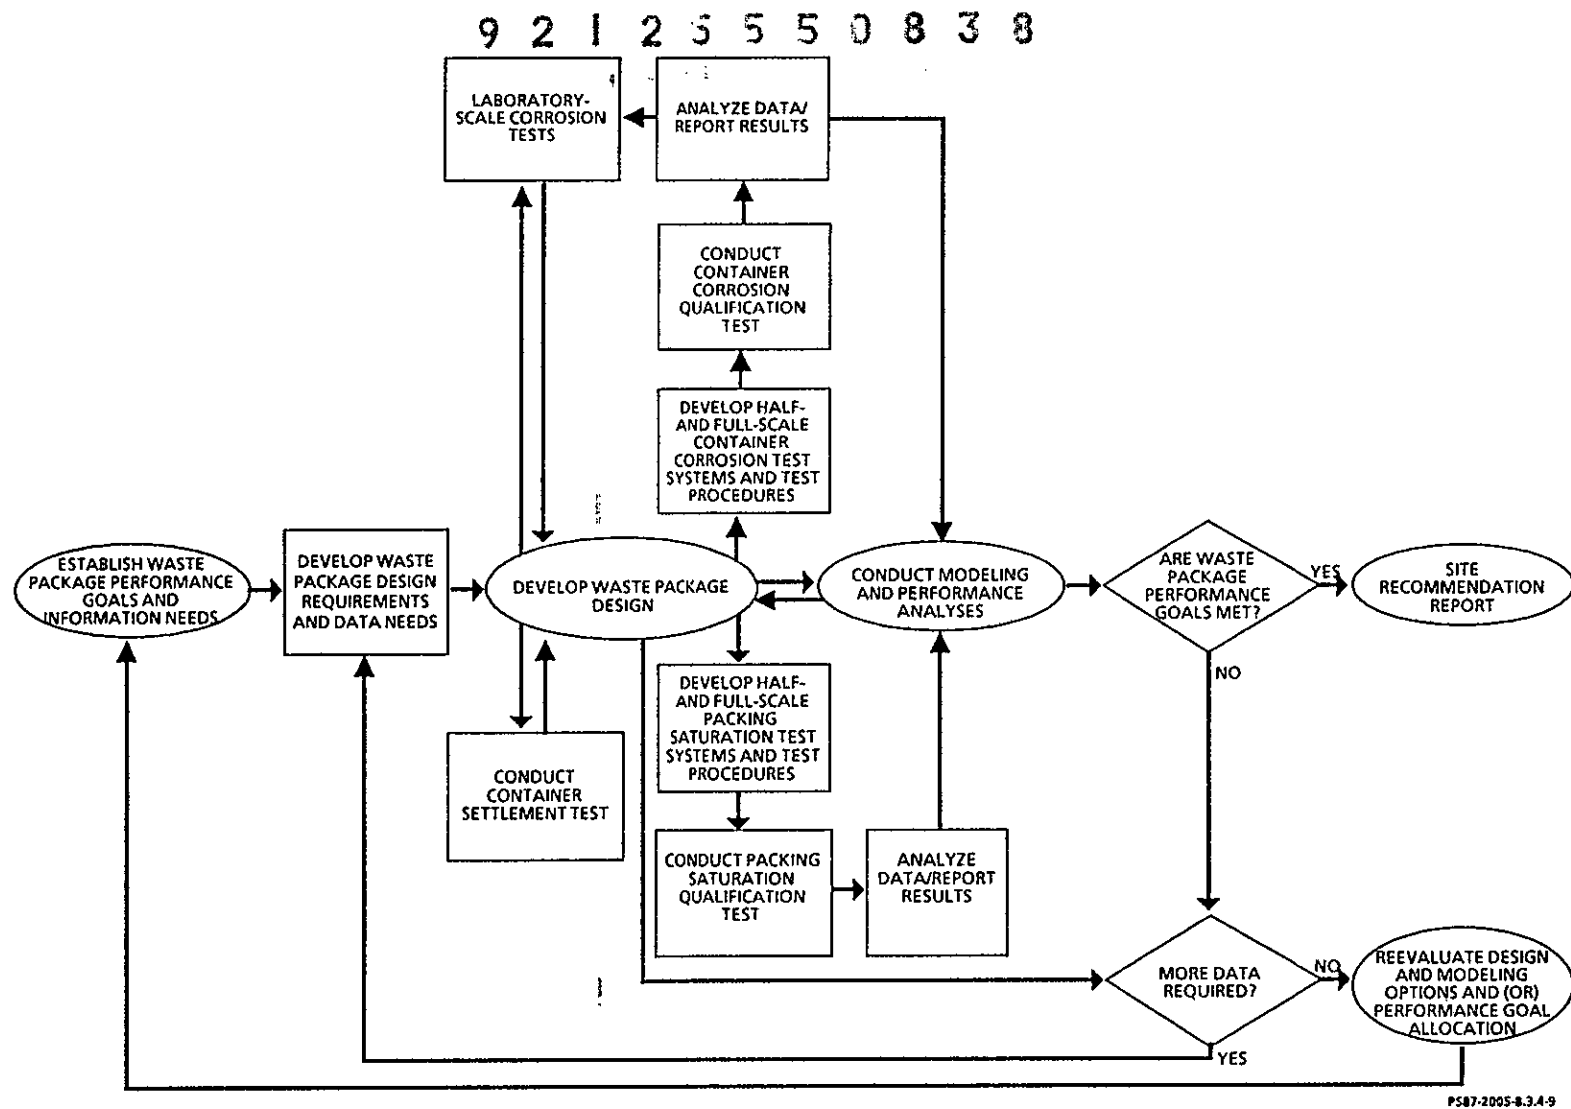 9 2 1 2 5 5 5 0 8 3 8
LABORATORY-
SCALE CORROSION
TESTS
ANALYZE DATA/
REPORT RESULTS
CONDUCT
CONTAINER
CORROSION
QUALIFICATION
TEST
DEVELOP HALF-
AND FULL-SCALE
CONTAINER
CORROSION TEST
SYSTEMS AND TEST
PROCEDURES
ESTABLISH WASTE
PACKAGE PERFORMANCE
GOALS AND
INFORMATION NEEDS
DEVELOP WASTE
PACKAGE DESIGN
REQUIREMENTS
AND DATA NEEDS
DEVELOP WASTE PACKAGE
DESIGN
CONDUCT MODELING
AND PERFORMANCE
ANALYSES
ARE WASTE
PACKAGE
PERFORMANCE
GOALS MET?
YES
SITE
RECOMMENDATION
REPORT
NO
DEVELOP HALF-
AND FULL-SCALE
PACKING
SATURATION TEST
SYSTEMS AND TEST
PROCEDURES
CONDUCT
CONTAINER
SETTLEMENT TEST
CONDUCT PACKING
SATURATION
QUALIFICATION
TEST
ANALYZE
DATA/REPORT
RESULTS
MORE DATA
REQUIRED?
NO
REEVALUATE DESIGN
AND MODELING
OPTIONS AND (OR)
PERFORMANCE GOAL
ALLOCATION
YES
PS87-2005-8.3.4-9